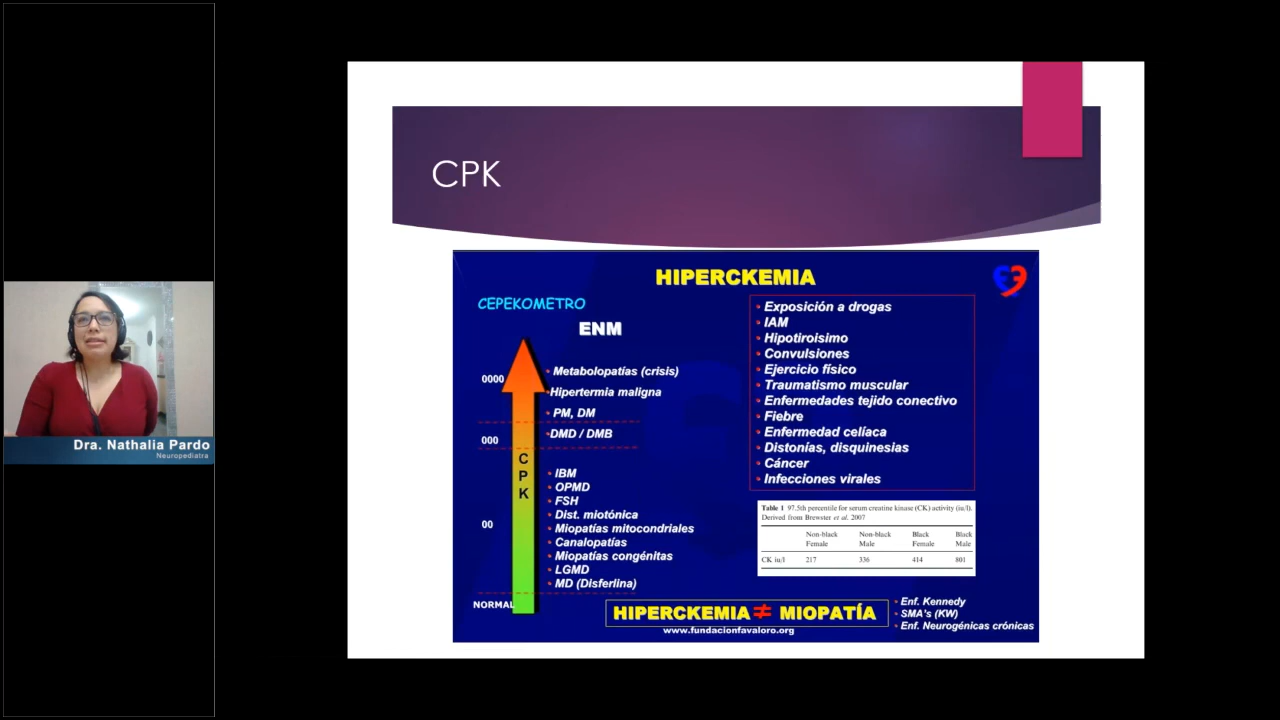 CPK
HIPERCKEMIA
CEPEKOMETRO
ENM
0000
000
00
NORMAL
C
P
K
• Metabolopatías (crisis)
•Hipertermia maligna
• PM, DM
•DMD / DMB
• IBM
• OPMD
• FSH
• Dist. miotónica
• Miopatías mitocondriales
• Canalopatías
• Miopatías congénitas
• LGMD
• MD (Disferlina)
• Exposición a drogas
• IAM
• Hipotiroisimo
• Convulsiones
• Ejercicio físico
• Traumatismo muscular
• Enfermedades tejido conectivo
• Fiebre
• Enfermedad celíaca
• Distonías, disquinesias
• Cáncer
• Infecciones virales
Table 1 97.5th percentile for serum creatine kinase (CK) activity (iu/l).
Derived from Brewster et al. 2007
Non-black Female Non-black Male Black Female Black Male
CK iu/l 217 336 414 801
HIPERCKEMIA ≠ MIOPATÍA
www.fundacionfavaloro.org
• Enf. Kennedy
• SMA's (KW)
• Enf. Neurogénicas crónicas
Dra. Nathalia Pardo
Neuropediatra